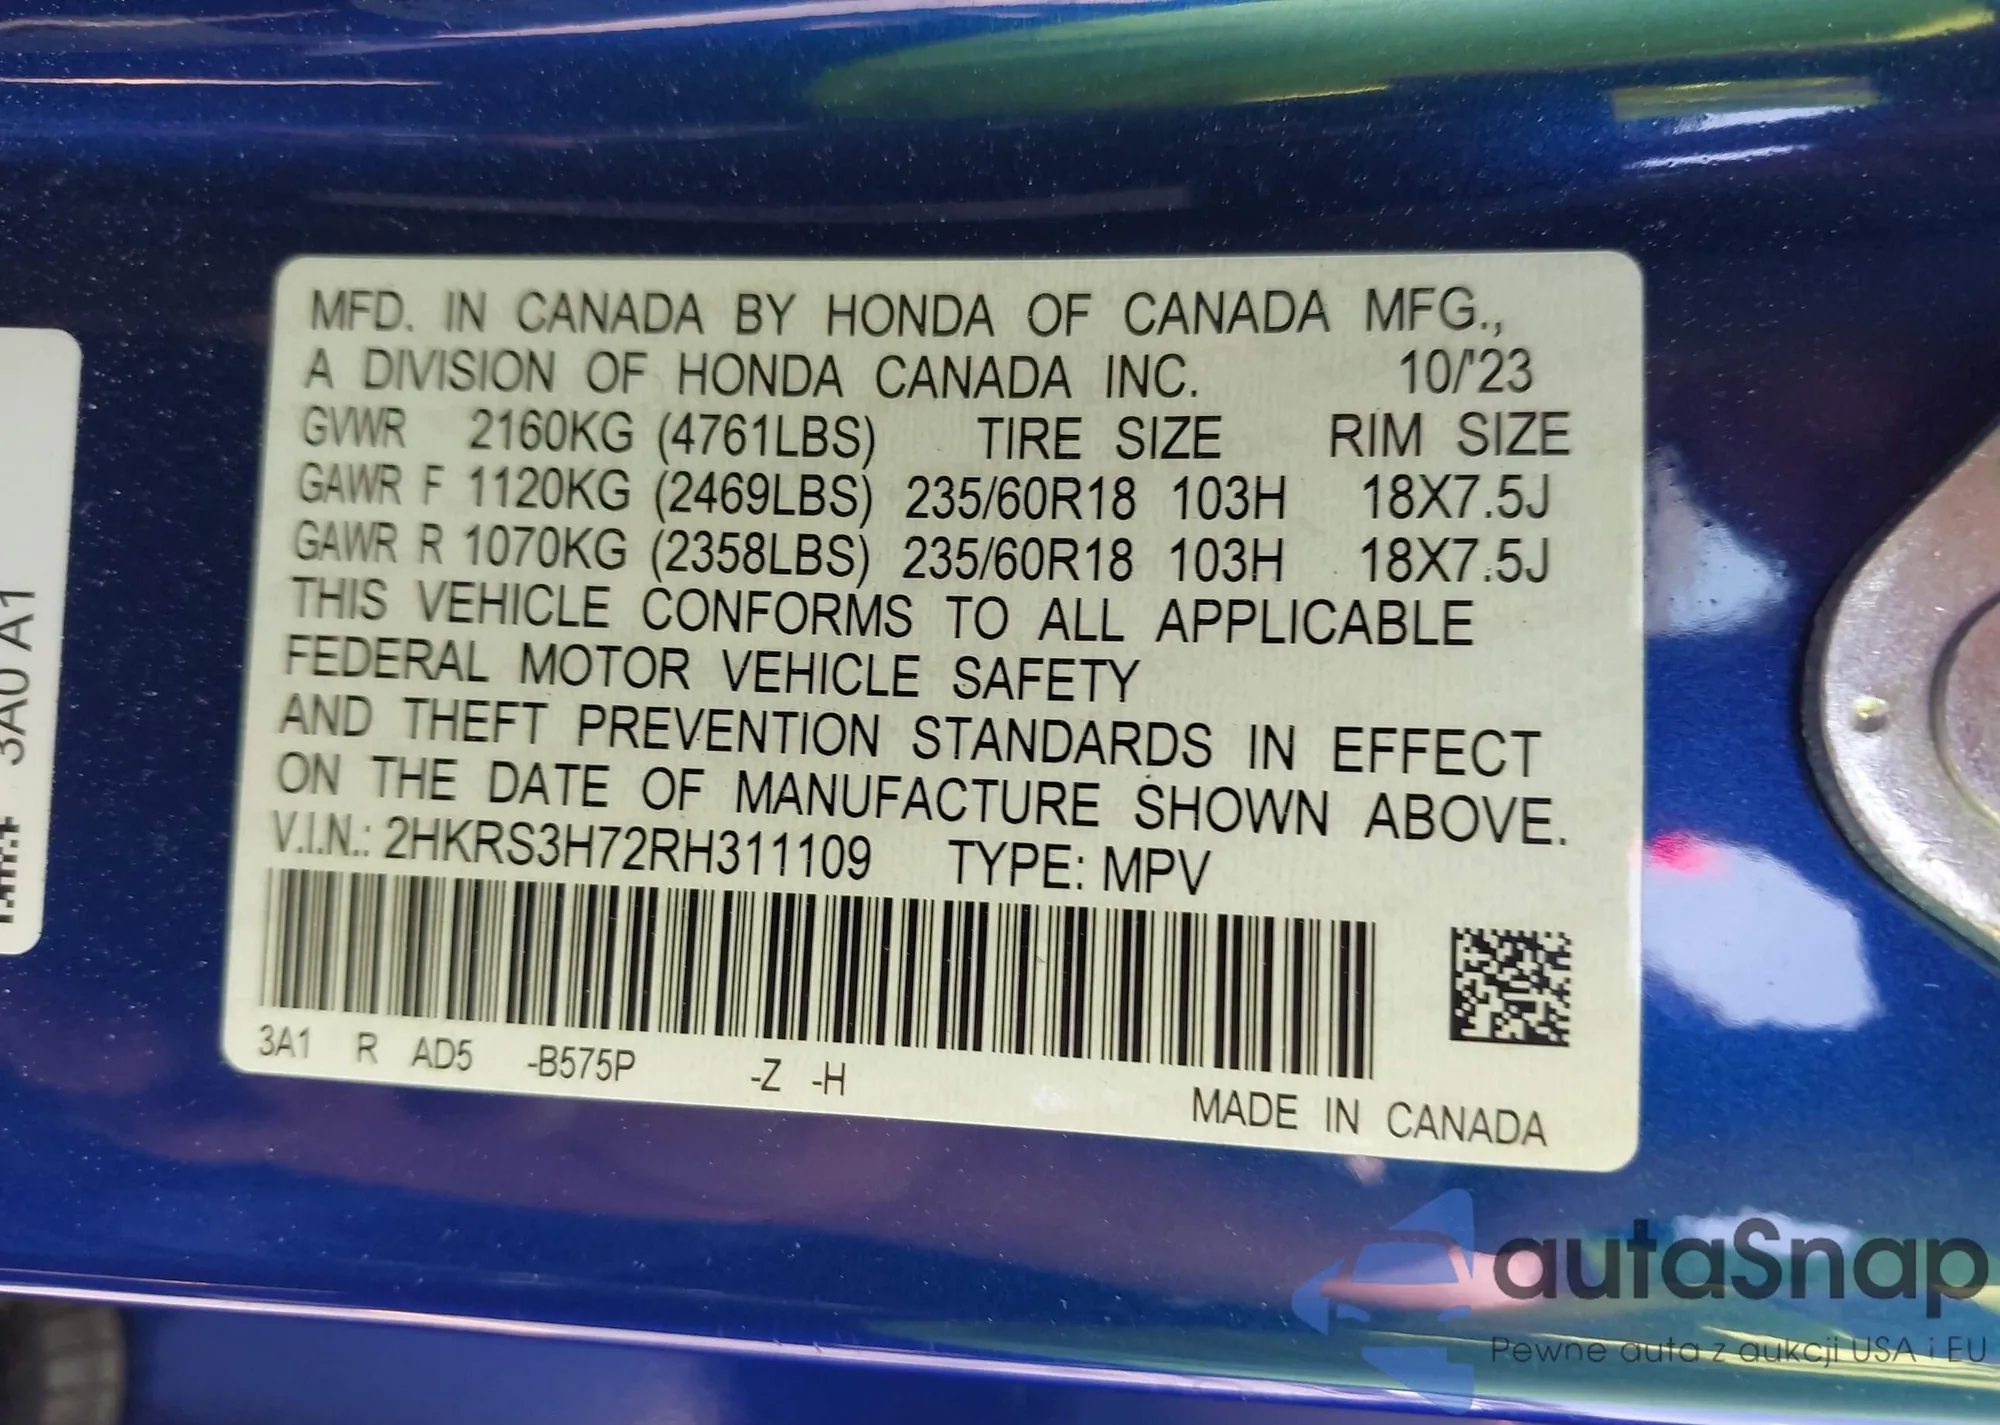 MFD. IN CANADA BY HONDA OF CANADA MFG.,
A DIVISION OF HONDA CANADA INC. 10/'23
GVWR 2160KG (4761LBS) TIRE SIZE RIM SIZE
GAWR F 1120KG (2469LBS) 235/60R18 103H 18X7.5J
GAWR R 1070KG (2358LBS) 235/60R18 103H 18X7.5J
THIS VEHICLE CONFORMS TO ALL APPLICABLE
FEDERAL MOTOR VEHICLE SAFETY
AND THEFT PREVENTION STANDARDS IN EFFECT
ON THE DATE OF MANUFACTURE SHOWN ABOVE.
V.I.N.: 2HKRS3H72RH311109 TYPE: MPV
3A1 R AD5 -B575P -Z -H
MADE IN CANADA
3A0 A1
autaSnap
Pewne auta z aukcji USA i EU